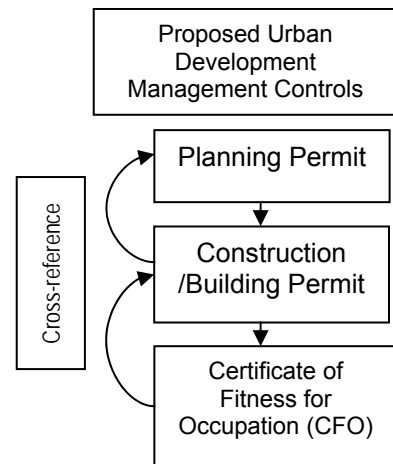 Proposed Urban
Development
Management Controls
Planning Permit
Cross-reference
Construction
/Building Permit
Certificate of
Fitness for
Occupation (CFO)